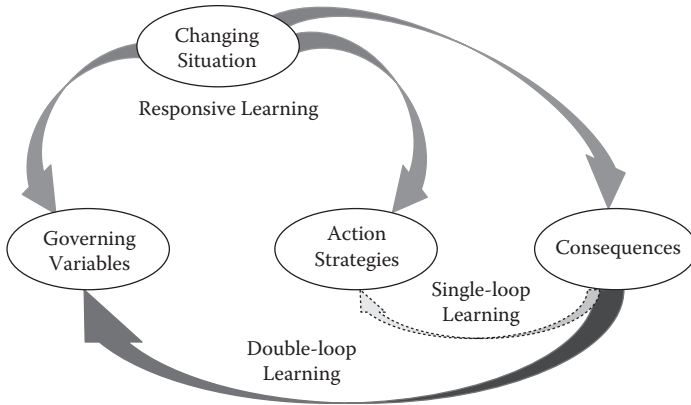 Changing
Situation
Responsive Learning
Governing
Variables
Action
Strategies
Consequences
Single-loop
Learning
Double-loop
Learning